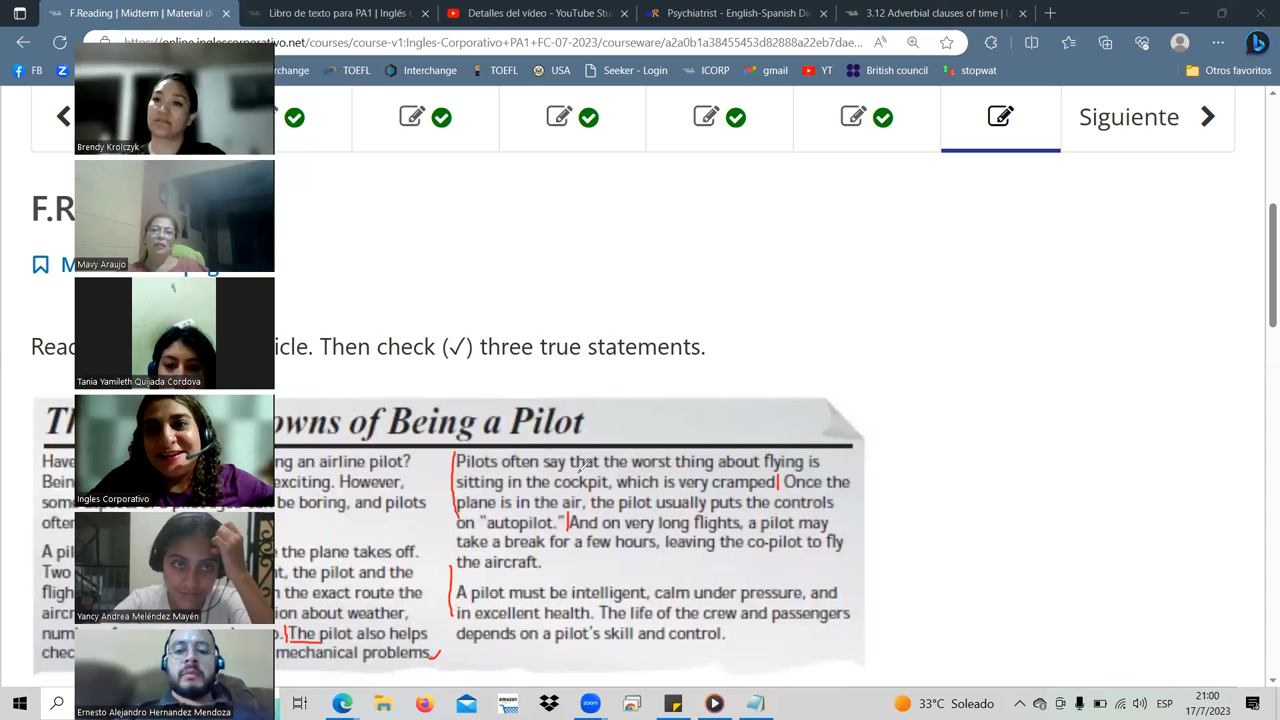 Libro de texto para PA1 | Inglés C
Detalles del vídeo - YouTube Stu
Psychiatrist - English-Spanish Di
3.12 Adverbial clauses of time | L
https://online.inglescorporativo.net/courses/course-v1:Ingles-Corporativo+PA1+FC-07-2023/courseware/a2a0b1a38455453d82888a22eb7dae...
FB
TOEFL
Interchange
TOEFL
USA
Seeker - Login
ICORP
gmail
YT
British council
stopwat
Otros favoritos
Siguiente
Brendy Krolczyk
F.R
Mavy Araujo
Read
icle. Then check (✓) three true statements.
Tania Yamileth Quijada Cordova
owns of Being a Pilot
Have
ng an airline pilot?
Bein
exciting. However,
som
be boring, and pilots
often
A pil
the plane takes off.
Two
t, the pilot and the
fligh
n the exact route the
airc
ion about weather,
num
The pilot also helps
chec
mechanical problems.
Pilots often say that the worst thing about flying is
sitting in the cockpit, which is very cramped. Once the
plane is in the air, the pilot usually puts the controls
on "autopilot." And on very long flights, a pilot may
take a break for a few hours, leaving the co-pilot to fly
the aircraft.
A pilot must be intelligent, calm under pressure, and
in excellent health. The life of the crew and passengers
depends on a pilot's skill and control.
Ingles Corporativo
Yancy Andrea Meléndez Mayén
Ernesto Alejandro Hernandez Mendoza
amazon
zoom
23°C Soleado
ESP
21:00
17/7/2023